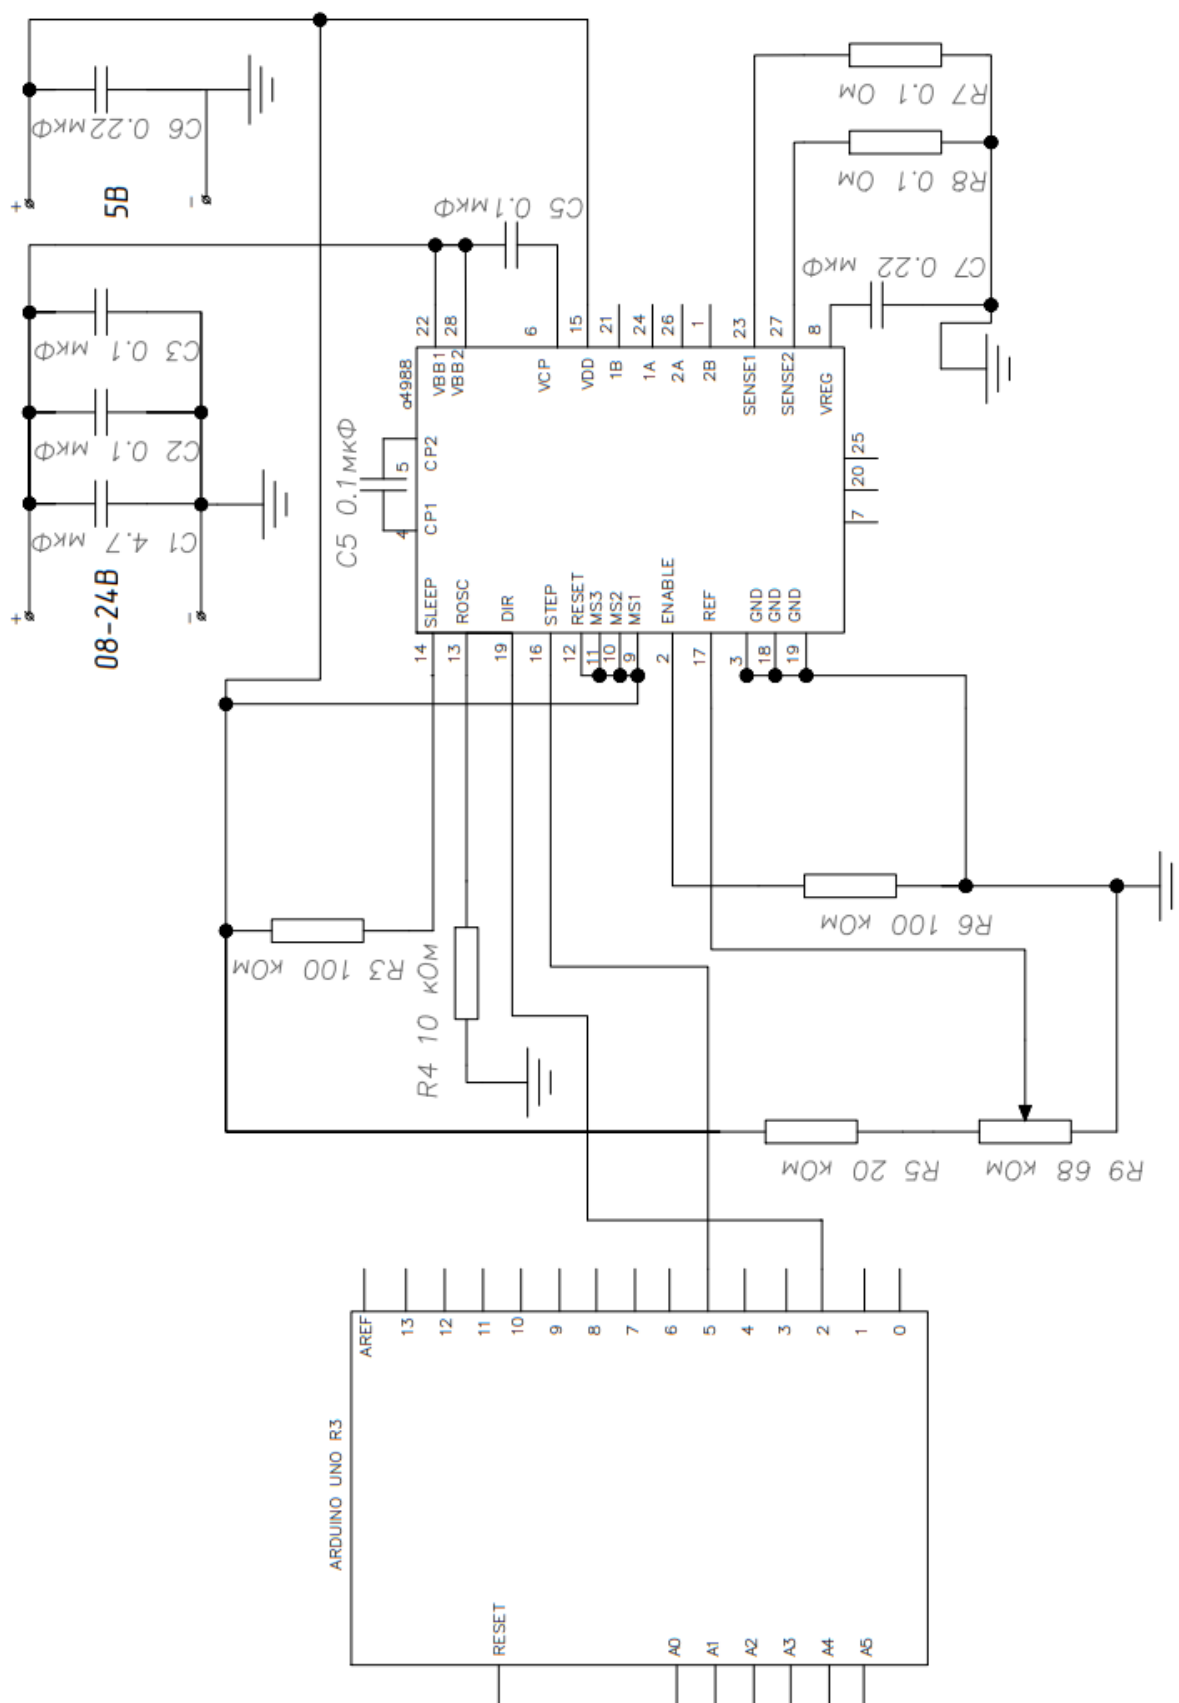 +
C6 0.22мкФ
5В
−
C5 0.1мкФ
R7 0.1 Ом
R8 0.1 Ом
C7 0.22 мкФ
C3 0.1 мкФ
C2 0.1 мкФ
C1 4.7 мкФ
+
08-24В
−
22
28
6
15
21
24
26
1
23
27
8
a4988
VBB1
VBB2
VCP
VDD
1B
1A
2A
2B
SENSE1
SENSE2
VREG
C5 0.1мкФ
5
CP2
4
CP1
25
20
7
SLEEP
ROSC
DIR
STEP
RESET
MS3
MS2
MS1
ENABLE
REF
GND
GND
GND
14
13
19
16
12
11
10
9
2
17
3
18
19
R3 100 кОм
R4 10 кОм
R6 100 кОм
R5 20 кОм
R9 68 кОм
ARDUINO UNO R3
AREF
13
12
11
10
9
8
7
6
5
4
3
2
1
0
RESET
A0
A1
A2
A3
A4
A5